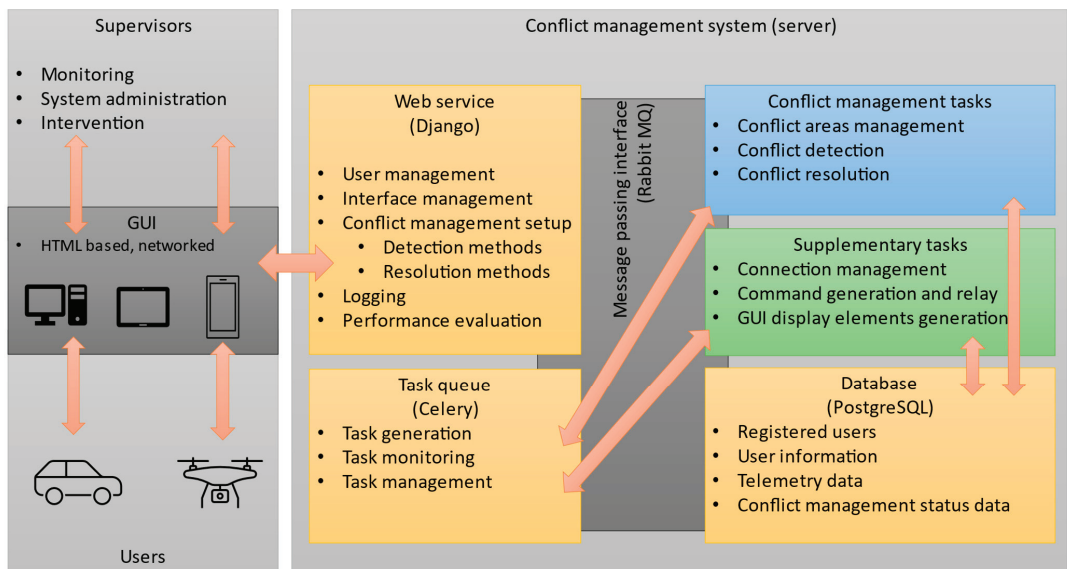 Supervisors
• Monitoring
• System administration
• Intervention
GUI
• HTML based, networked
Users
Conflict management system (server)
Web service
(Django)
• User management
• Interface management
• Conflict management setup
• Detection methods
• Resolution methods
• Logging
• Performance evaluation
Task queue
(Celery)
• Task generation
• Task monitoring
• Task management
Message passing interface
(Rabbit MQ)
Conflict management tasks
• Conflict areas management
• Conflict detection
• Conflict resolution
Supplementary tasks
• Connection management
• Command generation and relay
• GUI display elements generation
Database
(PostgreSQL)
• Registered users
• User information
• Telemetry data
• Conflict management status data